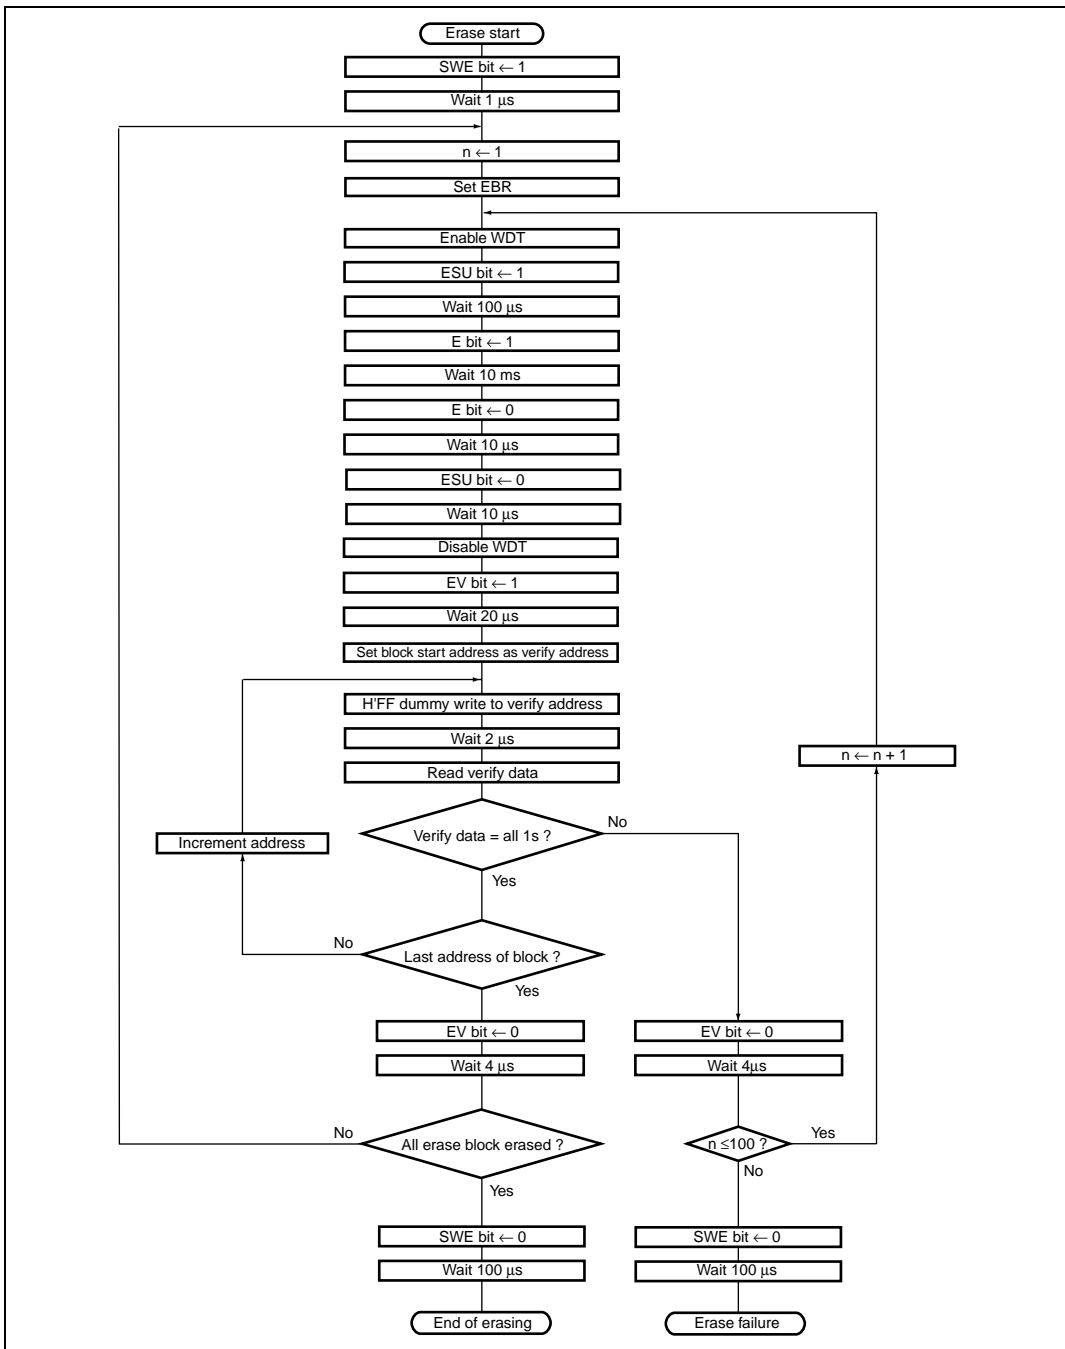 Erase start
SWE bit ← 1
Wait 1 µs
n ← 1
Set EBR
Enable WDT
ESU bit ← 1
Wait 100 µs
E bit ← 1
Wait 10 ms
E bit ← 0
Wait 10 µs
ESU bit ← 0
Wait 10 µs
Disable WDT
EV bit ← 1
Wait 20 µs
Set block start address as verify address
H'FF dummy write to verify address
Wait 2 µs
n ← n + 1
Read verify data
Verify data = all 1s ?
No
Increment address
Yes
No
Last address of block ?
Yes
EV bit ← 0
EV bit ← 0
Wait 4 µs
Wait 4µs
No
All erase block erased ?
n ≤100 ?
Yes
Yes
No
SWE bit ← 0
SWE bit ← 0
Wait 100 µs
Wait 100 µs
End of erasing
Erase failure